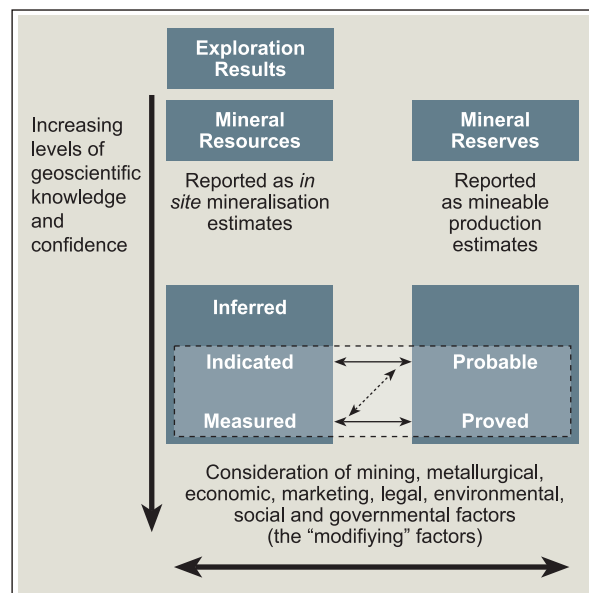 Exploration
Results
Increasing
levels of
geoscientific
knowledge
and
confidence
Mineral
Resources
Reported as in
site mineralisation
estimates
Mineral
Reserves
Reported
as mineable
production
estimates
Inferred
Indicated
Measured
Probable
Proved
Consideration of mining, metallurgical,
economic, marketing, legal, environmental,
social and governmental factors
(the “modifiying” factors)